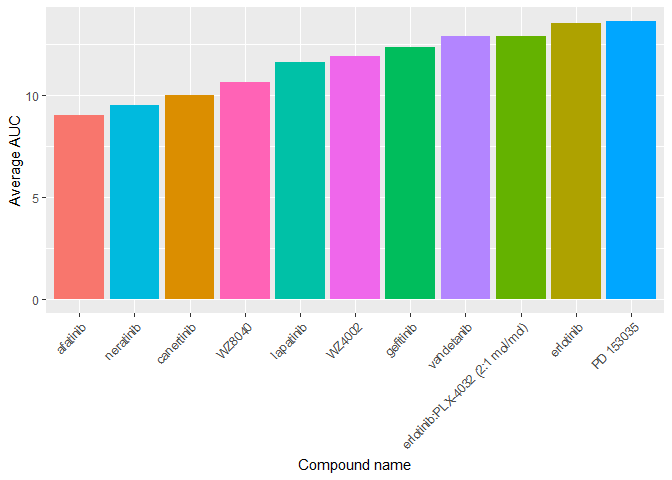 Average AUC
10
5
0
afatinib
neratinib
canertinib
WZ8040
lapatinib
WZ4002
gefitinib
vandetanib
erlotinib:PLX-4032 (2:1 mol/mol)
erlotinib
PD 153035
Compound name